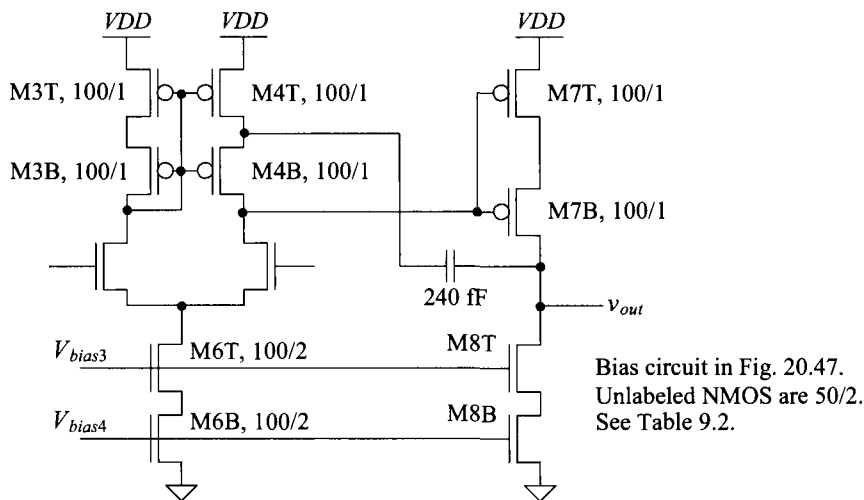 VDD VDD VDD
M3T, 100/1 M4T, 100/1 M7T, 100/1
M3B, 100/1 M4B, 100/1
M7B, 100/1
240 fF
vout
Vbias3 M6T, 100/2 M8T
Bias circuit in Fig. 20.47.
Unlabeled NMOS are 50/2.
Vbias4 M6B, 100/2 M8B
See Table 9.2.